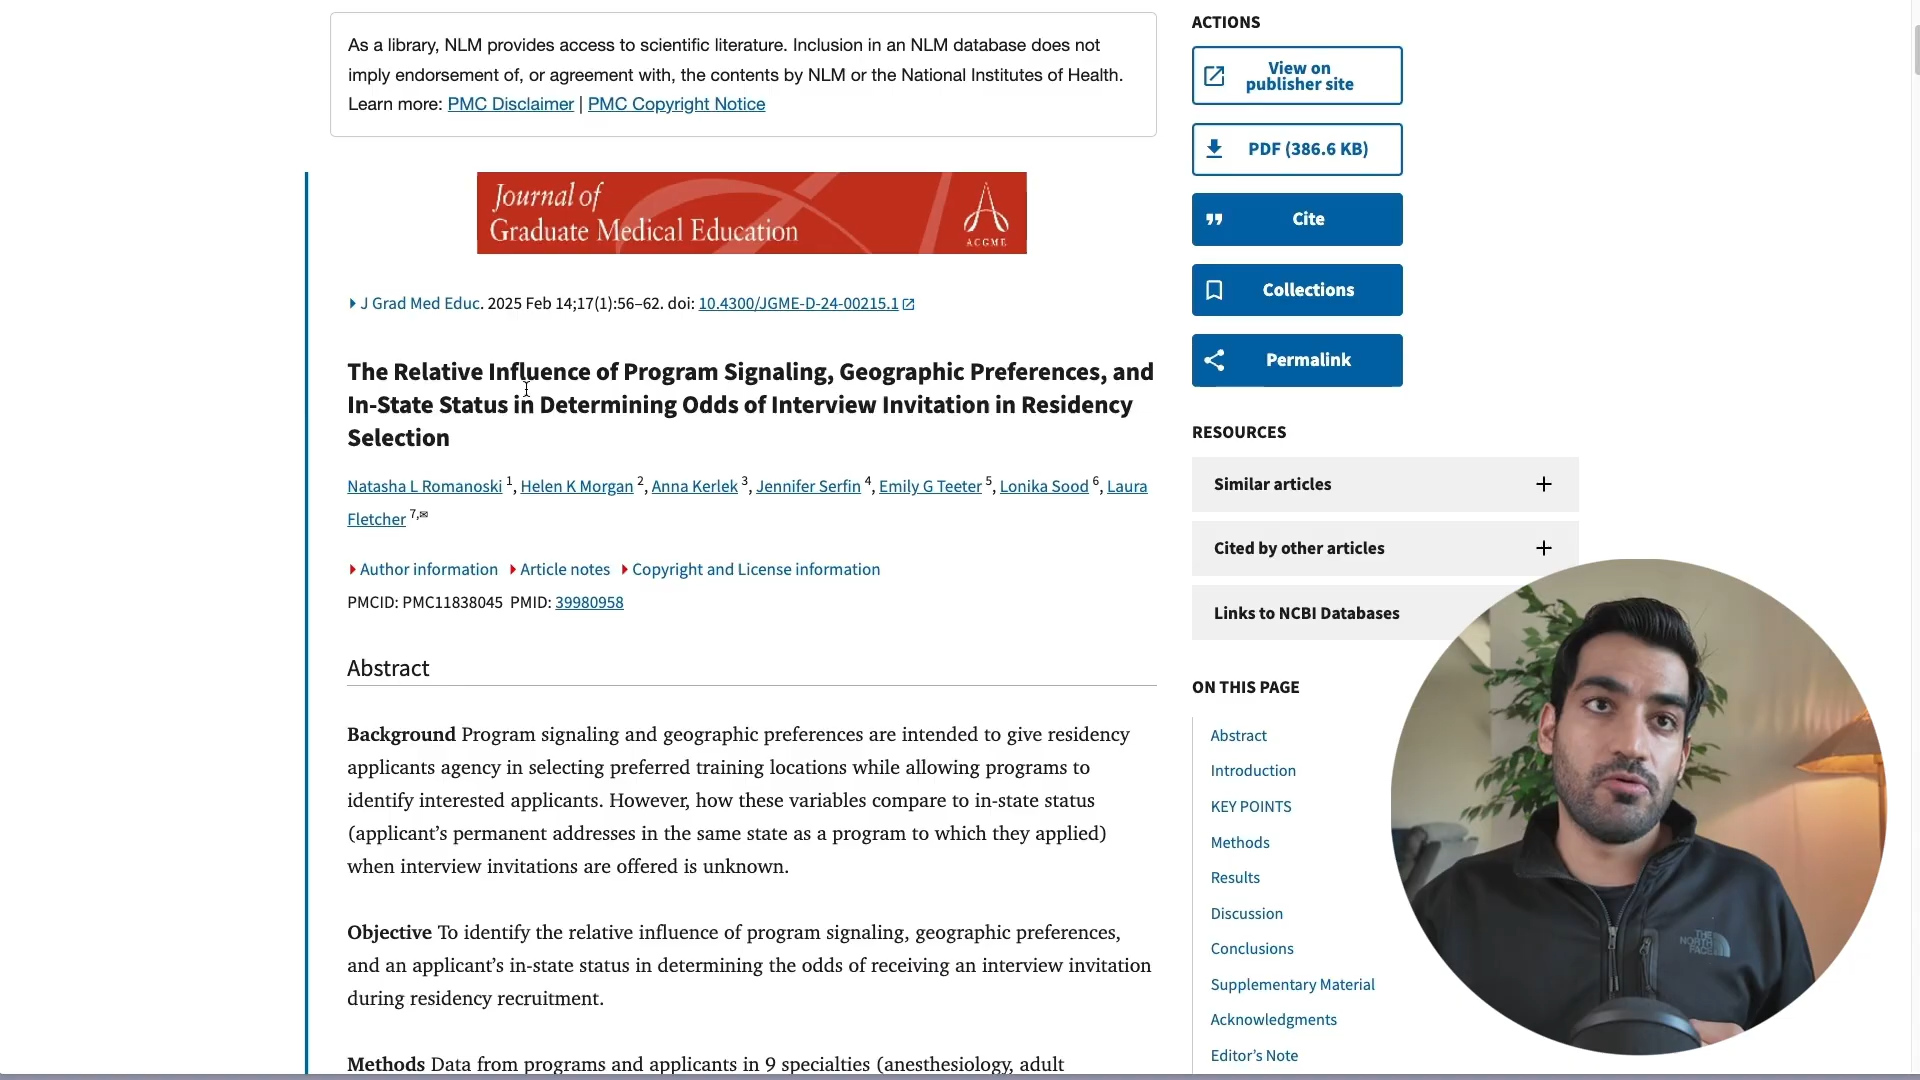 As a library, NLM provides access to scientific literature. Inclusion in an NLM database does not
imply endorsement of, or agreement with, the contents by NLM or the National Institutes of Health.
Learn more: PMC Disclaimer | PMC Copyright Notice
Journal of
Graduate Medical Education
ACGME
J Grad Med Educ. 2025 Feb 14;17(1):56–62. doi: 10.4300/JGME-D-24-00215.1
The Relative Influence of Program Signaling, Geographic Preferences, and
In-State Status in Determining Odds of Interview Invitation in Residency
Selection
Natasha L Romanoski 1, Helen K Morgan 2, Anna Kerlek 3, Jennifer Serfin 4, Emily G Teeter 5, Lonika Sood 6, Laura
Fletcher 7,✉
Author information Article notes Copyright and License information
PMCID: PMC11838045 PMID: 39980958
Abstract
Background Program signaling and geographic preferences are intended to give residency
applicants agency in selecting preferred training locations while allowing programs to
identify interested applicants. However, how these variables compare to in-state status
(applicant’s permanent addresses in the same state as a program to which they applied)
when interview invitations are offered is unknown.
Objective To identify the relative influence of program signaling, geographic preferences,
and an applicant’s in-state status in determining the odds of receiving an interview invitation
during residency recruitment.
Methods Data from programs and applicants in 9 specialties (anesthesiology, adult
ACTIONS
View on
publisher site
PDF (386.6 KB)
Cite
Collections
Permalink
RESOURCES
Similar articles
Cited by other articles
Links to NCBI Databases
ON THIS PAGE
Abstract
Introduction
KEY POINTS
Methods
Results
Discussion
Conclusions
Supplementary Material
Acknowledgments
Editor’s Note
THE
NORTH
FACE